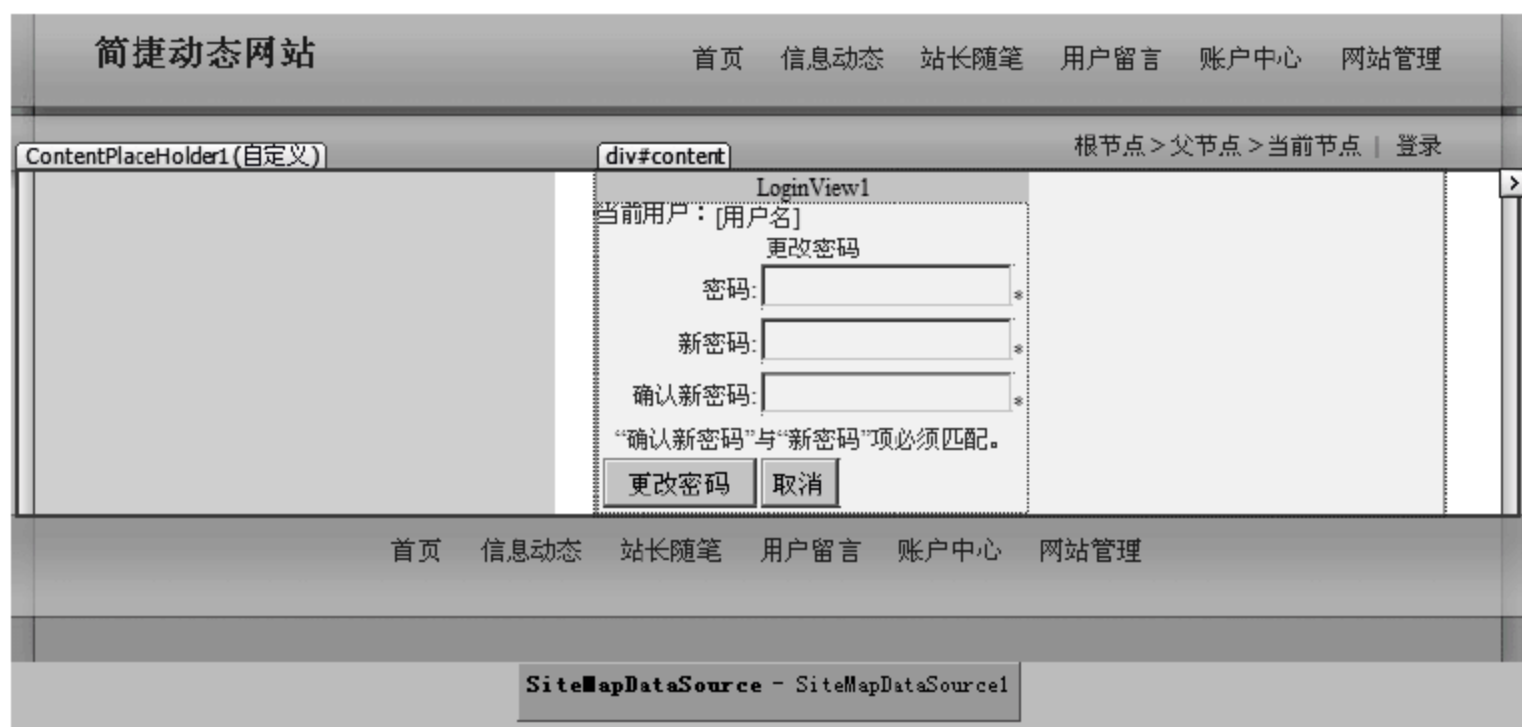 简捷动态网站
首页 信息动态 站长随笔 用户留言 账户中心 网站管理
根节点 > 父节点 > 当前节点 | 登录
ContentPlaceHolder1 (自定义)
div#content
>
LoginView1
当前用户：[用户名]
更改密码
密码: *
新密码: *
确认新密码: *
“确认新密码”与“新密码”项必须匹配。
更改密码 取消
首页 信息动态 站长随笔 用户留言 账户中心 网站管理
SiteMapDataSource - SiteMapDataSource1